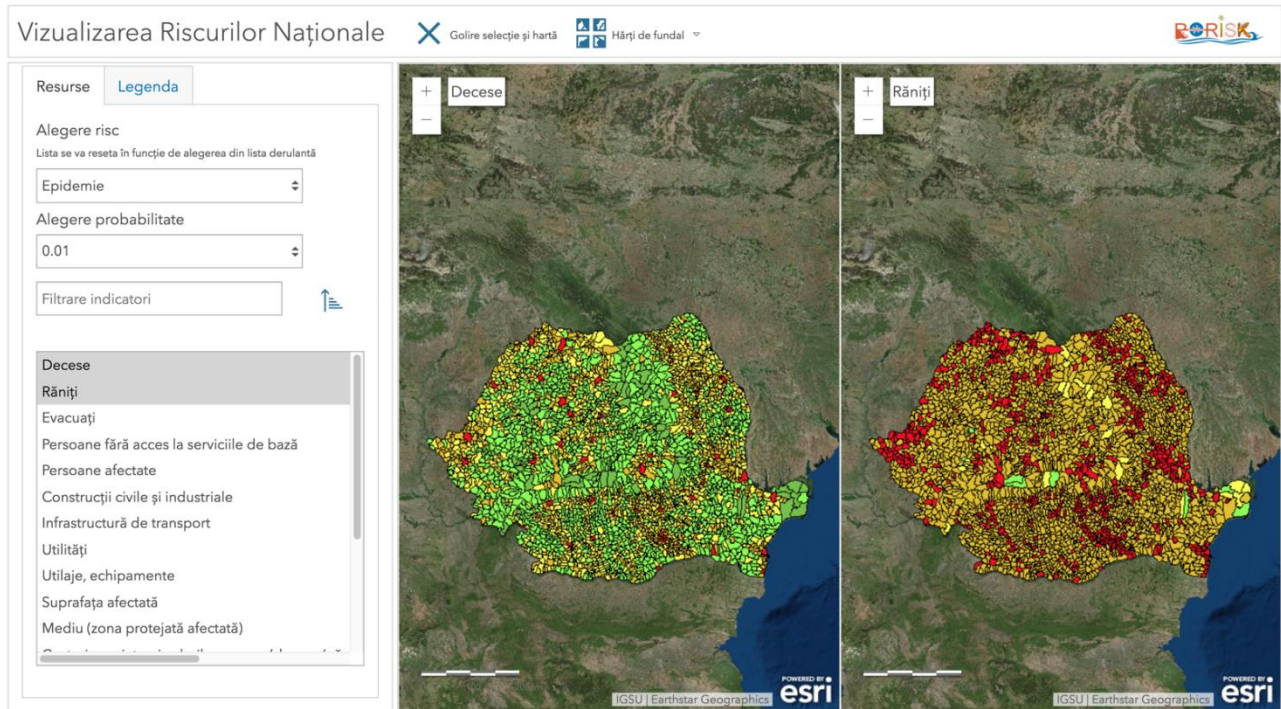 Vizualizarea Riscurilor Naționale
Golire selecție și hartă
Hărți de fundal
RORISK
Resurse
Legenda
Alegere risc
Lista se va reseta în funcție de alegerea din lista derulantă
Epidemie
Alegere probabilitate
0.01
Filtrare indicatori
Decese
Răniți
Evacuați
Persoane fără acces la serviciile de bază
Persoane afectate
Construcții civile și industriale
Infrastructură de transport
Utilități
Utilaje, echipamente
Suprafața afectată
Mediu (zona protejată afectată)
+
−
Decese
IGSU | Earthstar Geographics
POWERED BY
esri
+
−
Răniți
IGSU | Earthstar Geographics
POWERED BY
esri